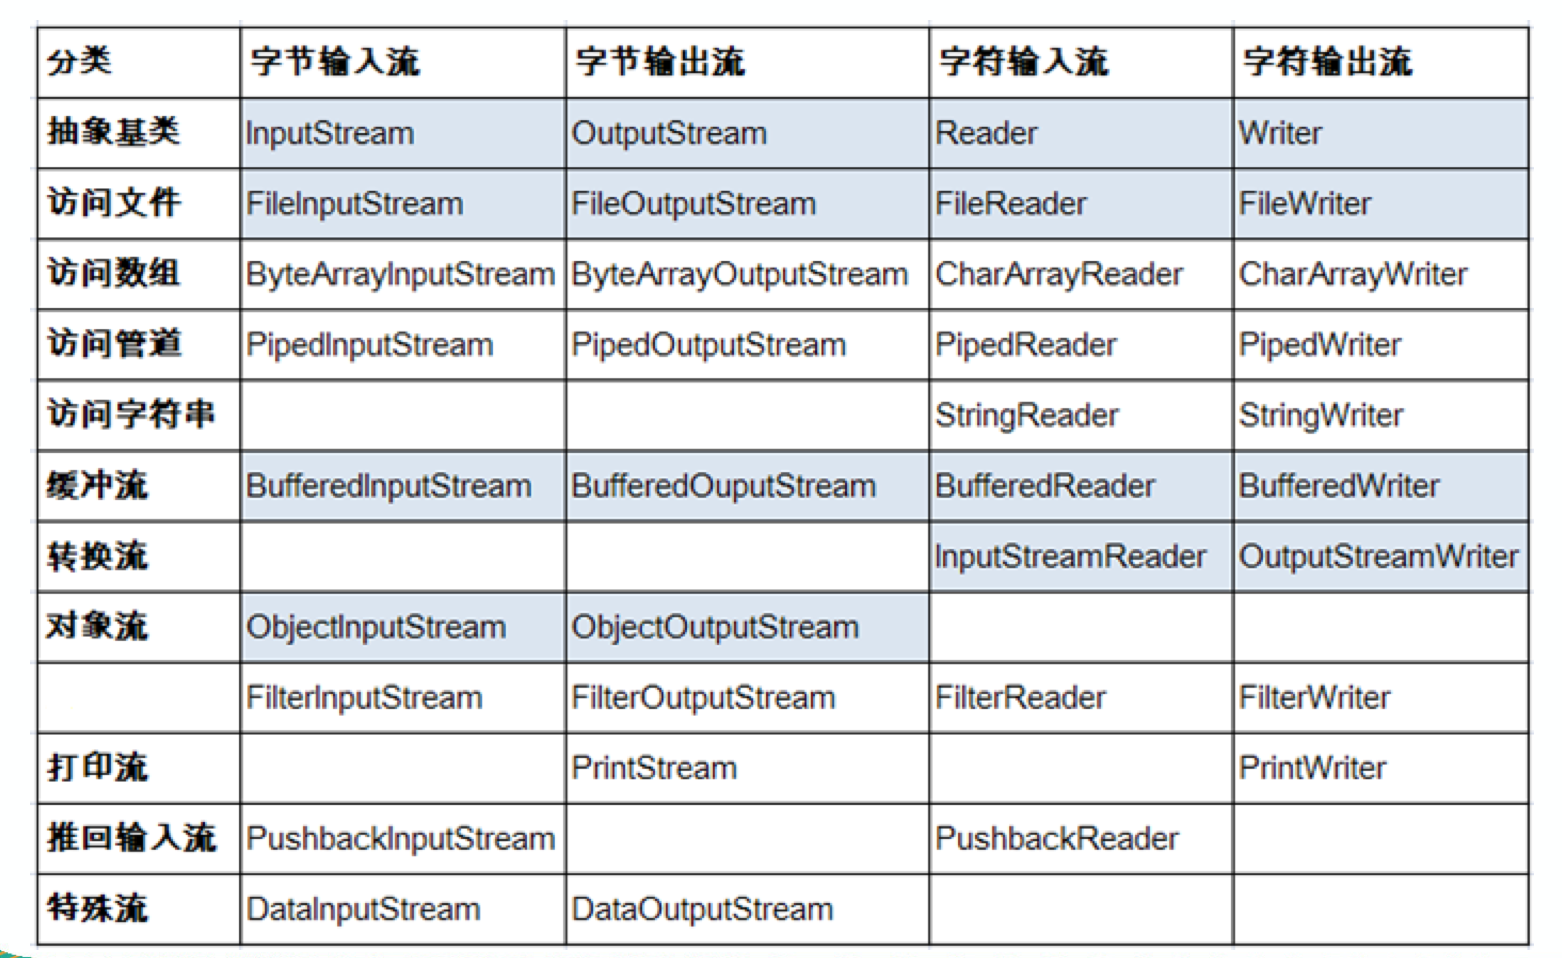 分类 字节输入流 字节输出流 字符输入流 字符输出流
抽象基类 InputStream OutputStream Reader Writer
访问文件 FileInputStream FileOutputStream FileReader FileWriter
访问数组 ByteArrayInputStream ByteArrayOutputStream CharArrayReader CharArrayWriter
访问管道 PipedInputStream PipedOutputStream PipedReader PipedWriter
访问字符串 StringReader StringWriter
缓冲流 BufferedInputStream BufferedOuputStream BufferedReader BufferedWriter
转换流 InputStreamReader OutputStreamWriter
对象流 ObjectInputStream ObjectOutputStream
FilterInputStream FilterOutputStream FilterReader FilterWriter
打印流 PrintStream PrintWriter
推回输入流 PushbackInputStream PushbackReader
特殊流 DataInputStream DataOutputStream